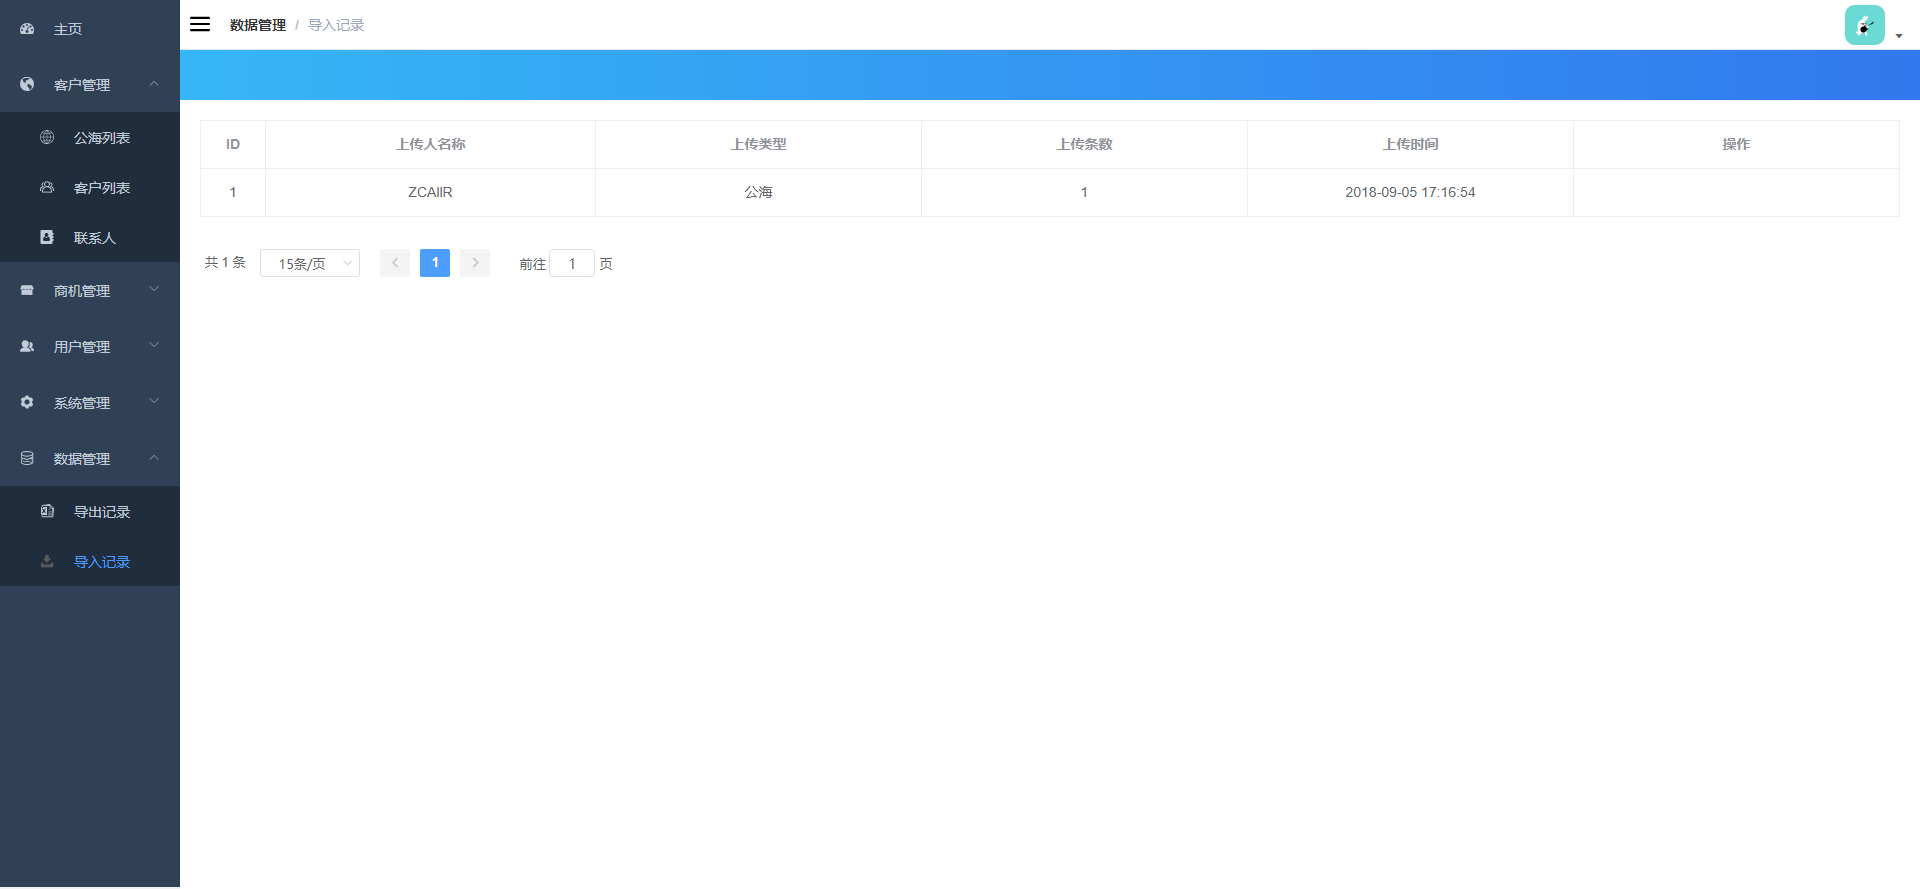 主页
客户管理
公海列表
客户列表
联系人
商机管理
用户管理
系统管理
数据管理
导出记录
导入记录
数据管理 / 导入记录
ID 上传人名称 上传类型 上传条数 上传时间 操作
1 ZCAIIR 公海 1 2018-09-05 17:16:54
共 1 条 15条/页 1 前往 1 页